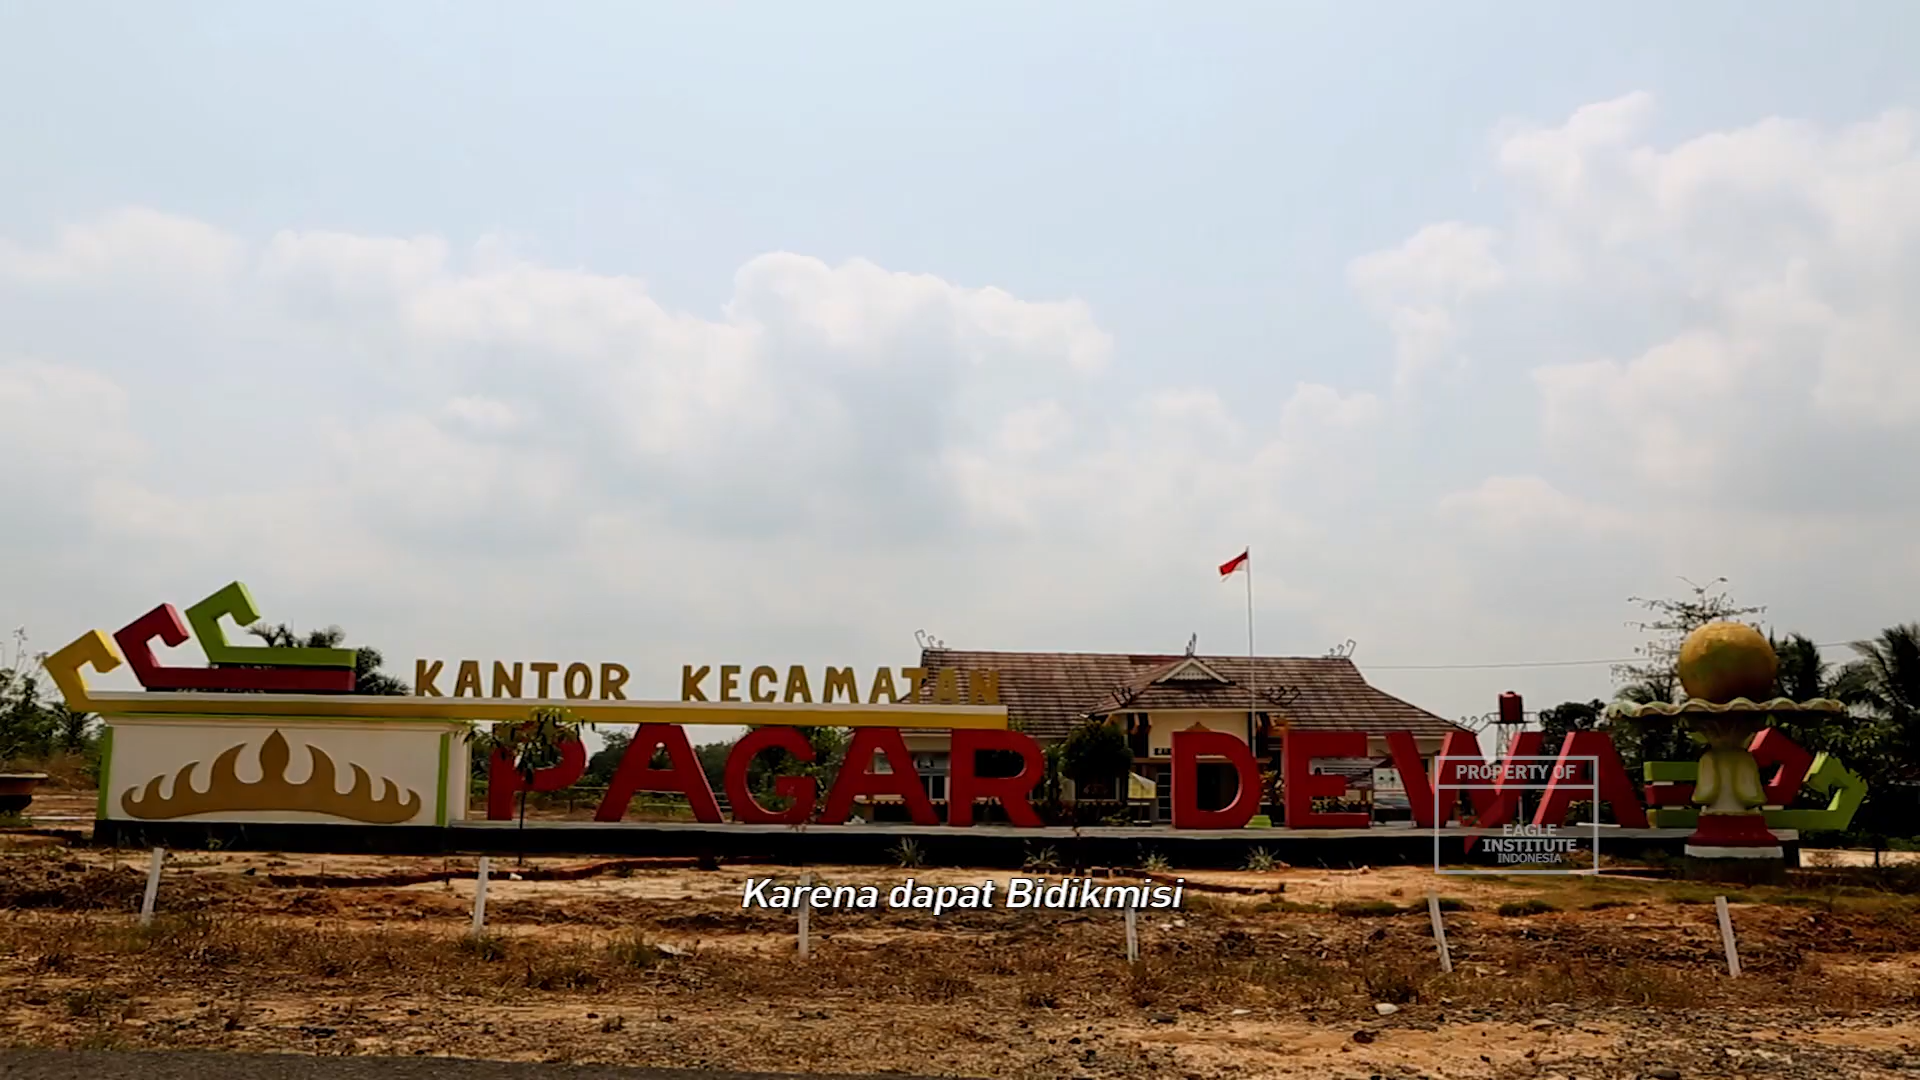 KANTOR KECAMATAN
PAGAR DEWA
PROPERTY OF
EAGLE
INSTITUTE
INDONESIA
Karena dapat Bidikmisi